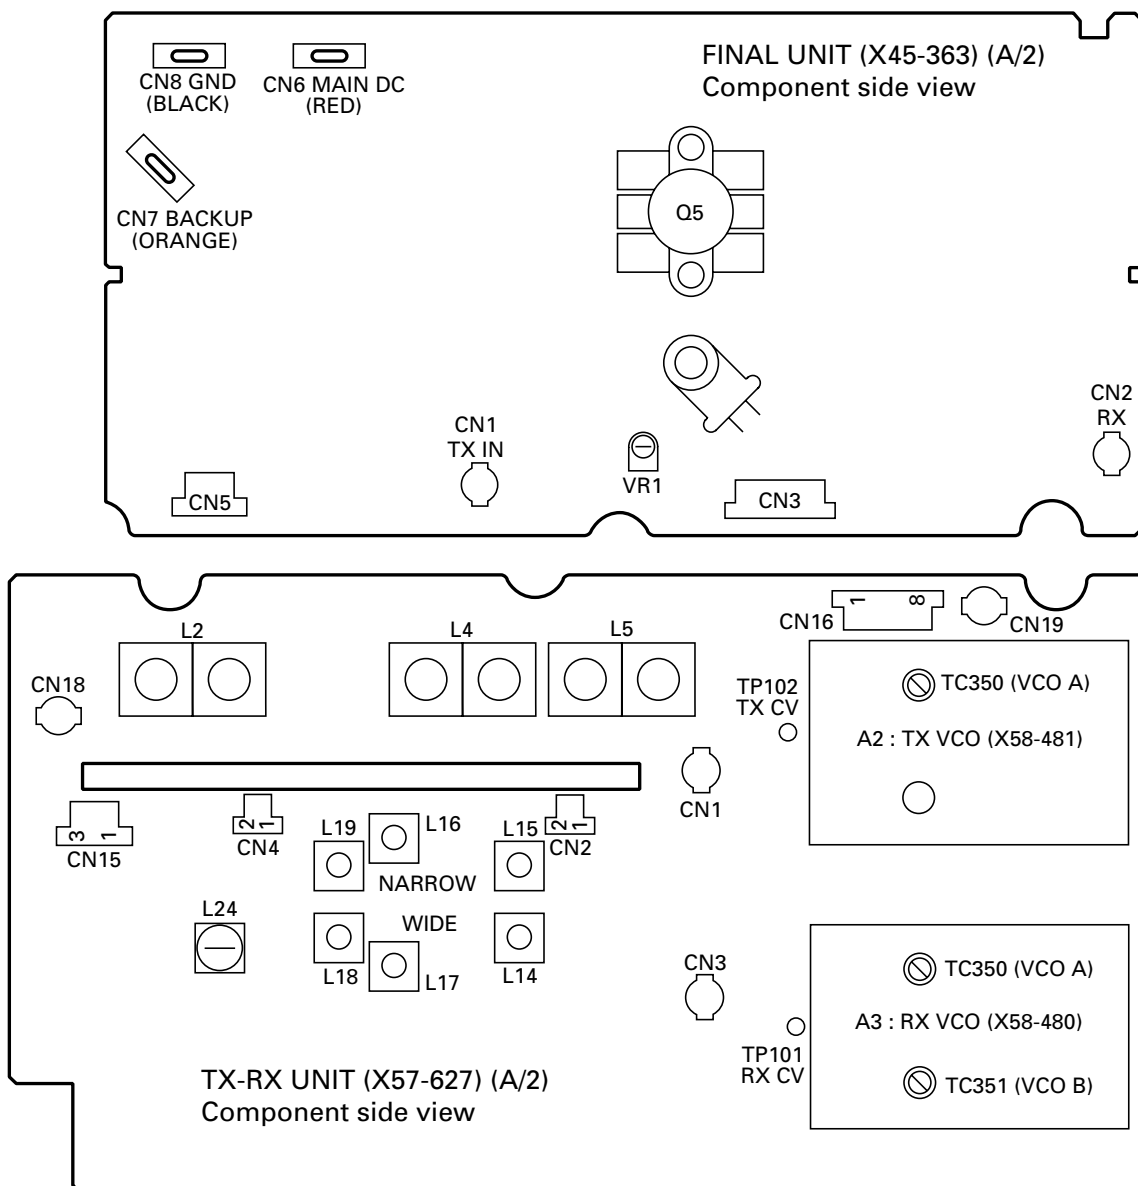 FINAL UNIT (X45-363) (A/2)
Component side view
CN8 GND
(BLACK)
CN6 MAIN DC
(RED)
CN7 BACKUP
(ORANGE)
Q5
CN1
TX IN
VR1
CN2
RX
CN5
CN3
CN16
1
8
CN19
L2
L4
L5
CN18
TP102
TX CV
TC350 (VCO A)
A2 : TX VCO (X58-481)
CN1
3
1
CN15
2
1
CN4
L19
L16
L15
2
1
CN2
NARROW
WIDE
L24
L18
L17
L14
CN3
TC350 (VCO A)
A3 : RX VCO (X58-480)
TP101
RX CV
TC351 (VCO B)
TX-RX UNIT (X57-627) (A/2)
Component side view